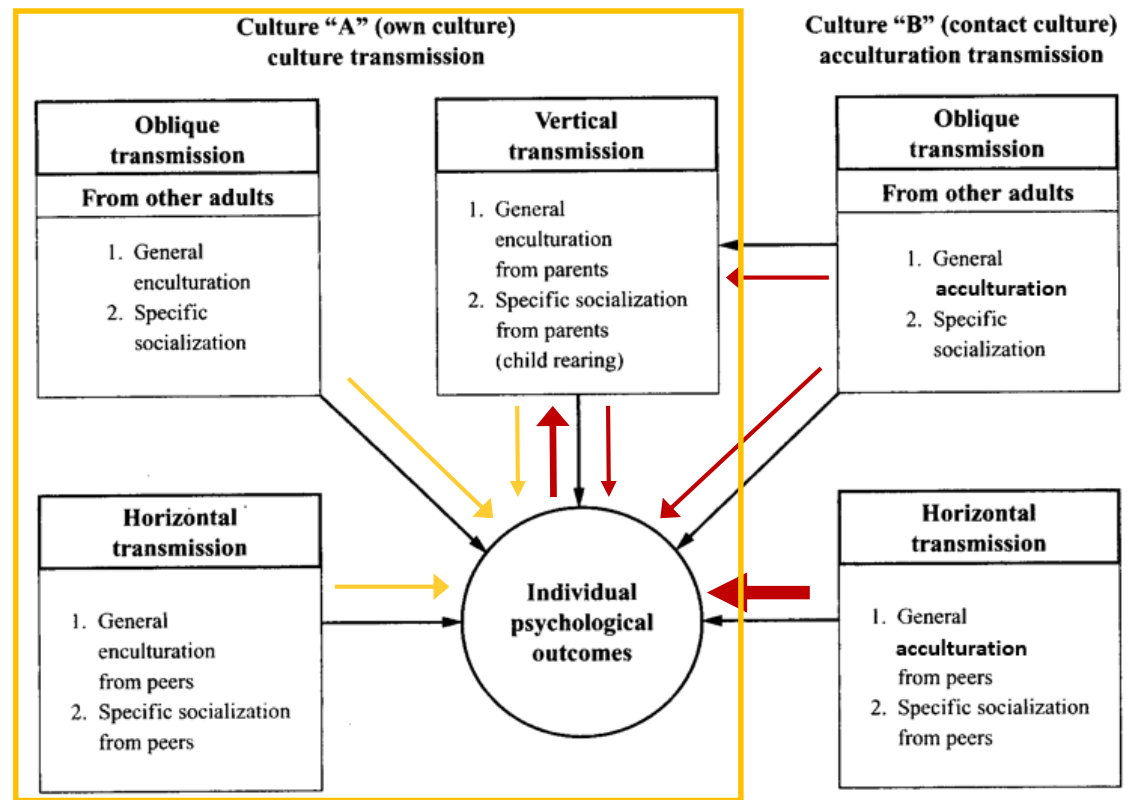 Culture “A” (own culture)
culture transmission
Culture “B” (contact culture)
acculturation transmission
Oblique
transmission
From other adults
1. General
enculturation
2. Specific
socialization
Vertical
transmission
1. General
enculturation
from parents
2. Specific socialization
from parents
(child rearing)
Oblique
transmission
From other adults
1. General
acculturation
2. Specific
socialization
Horizontal
transmission
1. General
enculturation
from peers
2. Specific socialization
from peers
Individual
psychological
outcomes
Horizontal
transmission
1. General
acculturation
from peers
2. Specific socialization
from peers